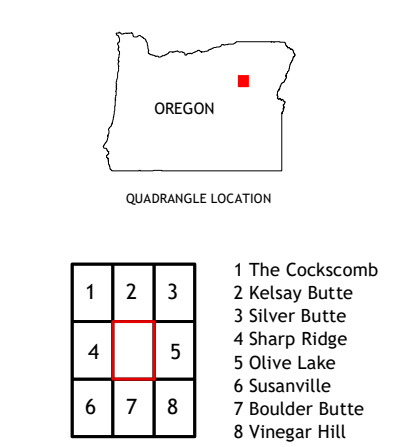 OREGON
QUADRANGLE LOCATION
1 2 3
4 5
6 7 8
1 The Cockscomb
2 Kelsay Butte
3 Silver Butte
4 Sharp Ridge
5 Olive Lake
6 Susanville
7 Boulder Butte
8 Vinegar Hill